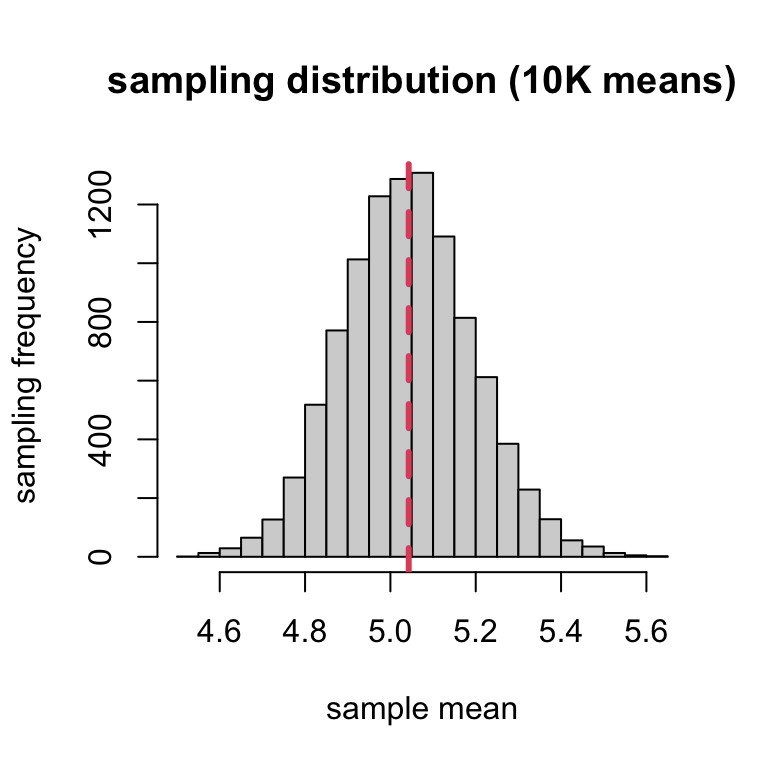 sampling distribution (10K means)
sampling frequency
1200
800
400
0
4.6 4.8 5.0 5.2 5.4 5.6
sample mean